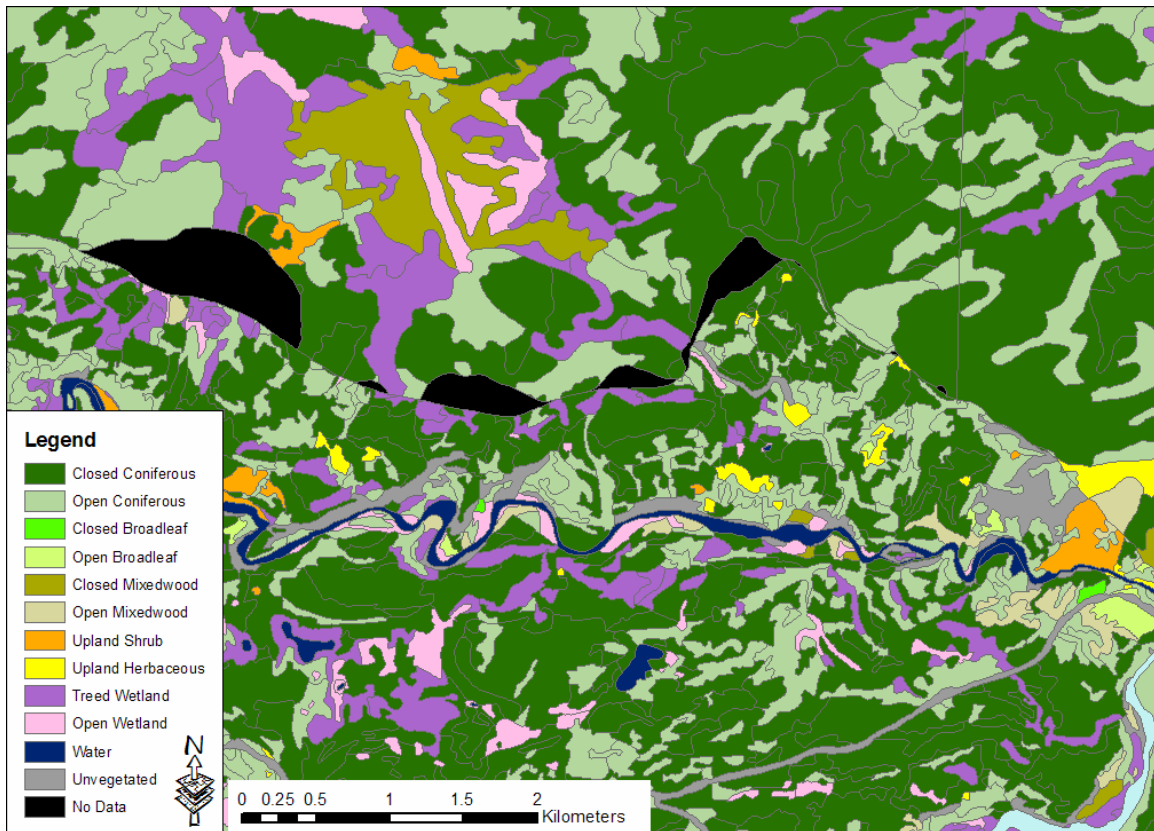 Legend
Closed Coniferous
Open Coniferous
Closed Broadleaf
Open Broadleaf
Closed Mixedwood
Open Mixedwood
Upland Shrub
Upland Herbaceous
Treed Wetland
Open Wetland
Water
Unvegetated
No Data
N
0 0.25 0.5 1 1.5 2
Kilometers